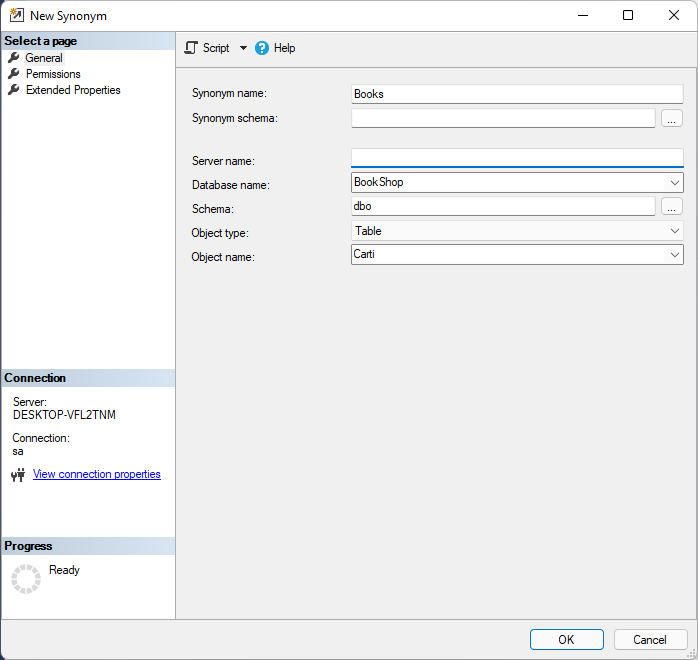 New Synonym
Select a page
General
Permissions
Extended Properties
Script Help
Synonym name: Books
Synonym schema: ...
Server name:
Database name: BookShop
Schema: dbo ...
Object type: Table
Object name: Carti
Connection
Server:
DESKTOP-VFL2TNM
Connection:
sa
View connection properties
Progress
Ready
OK Cancel